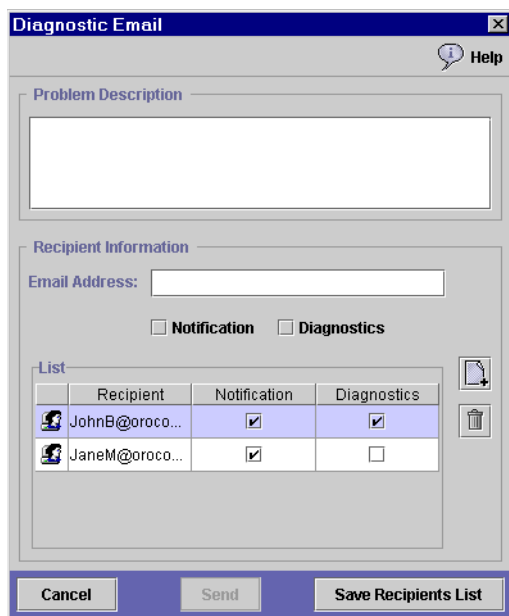 Diagnostic Email
Help
Problem Description
Recipient Information
Email Address:
Notification Diagnostics
List
Recipient Notification Diagnostics
JohnB@oroco...
JaneM@oroco...
Cancel Send Save Recipients List